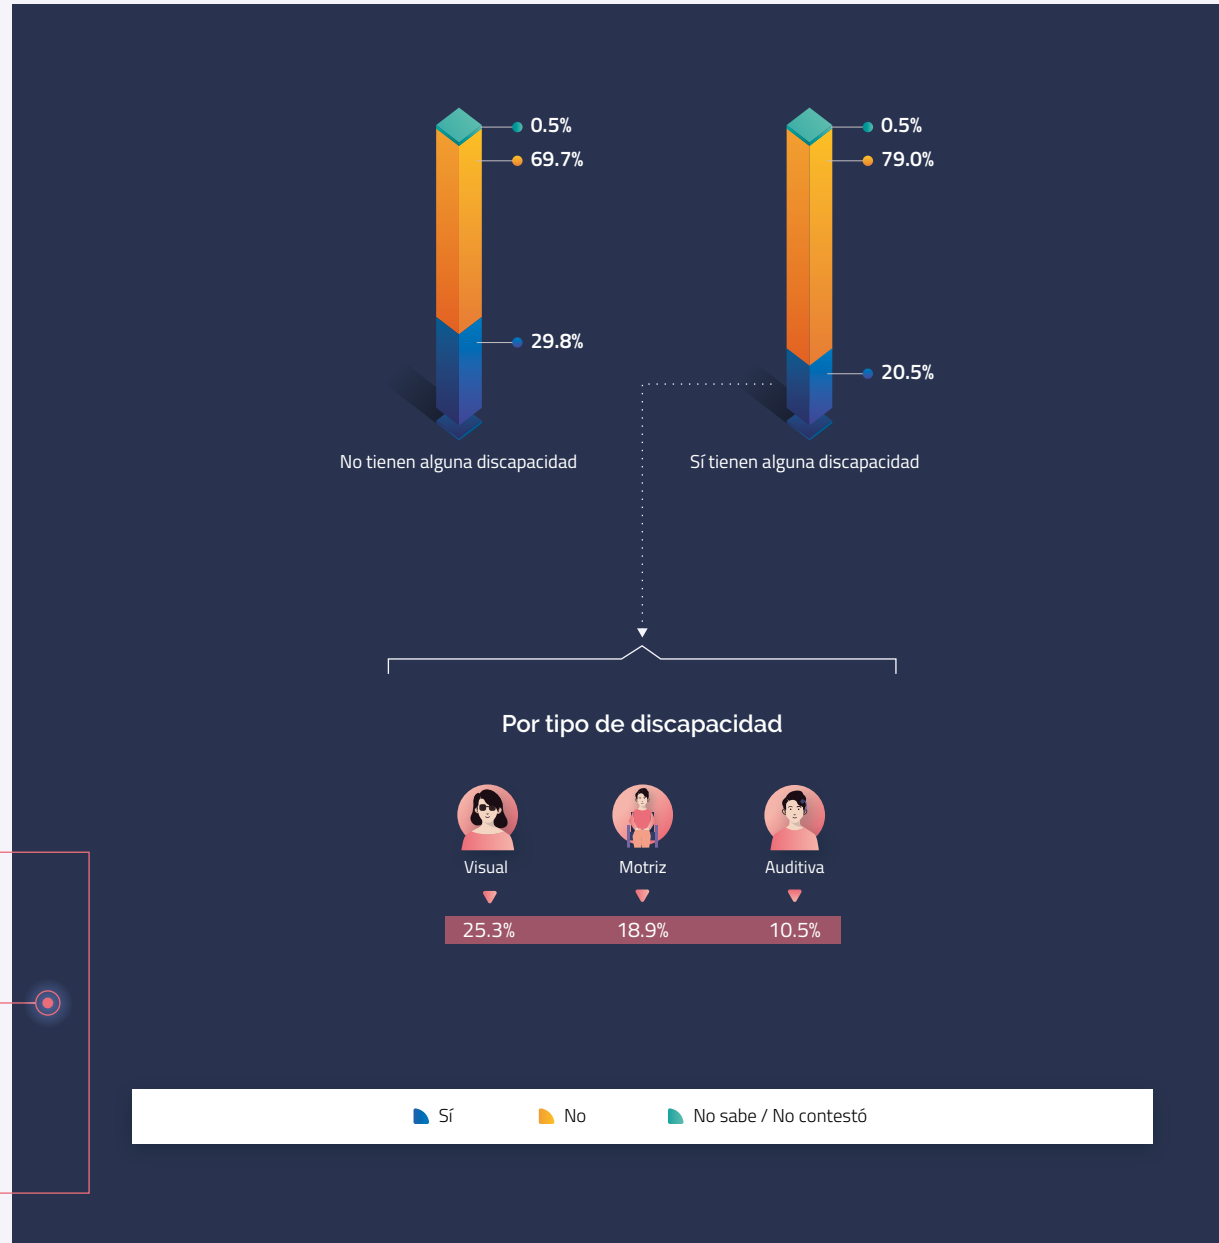 0.5%
69.7%
29.8%
No tienen alguna discapacidad
0.5%
79.0%
20.5%
Sí tienen alguna discapacidad
Por tipo de discapacidad
Visual
Motriz
Auditiva
25.3%
18.9%
10.5%
Sí
No
No sabe / No contestó